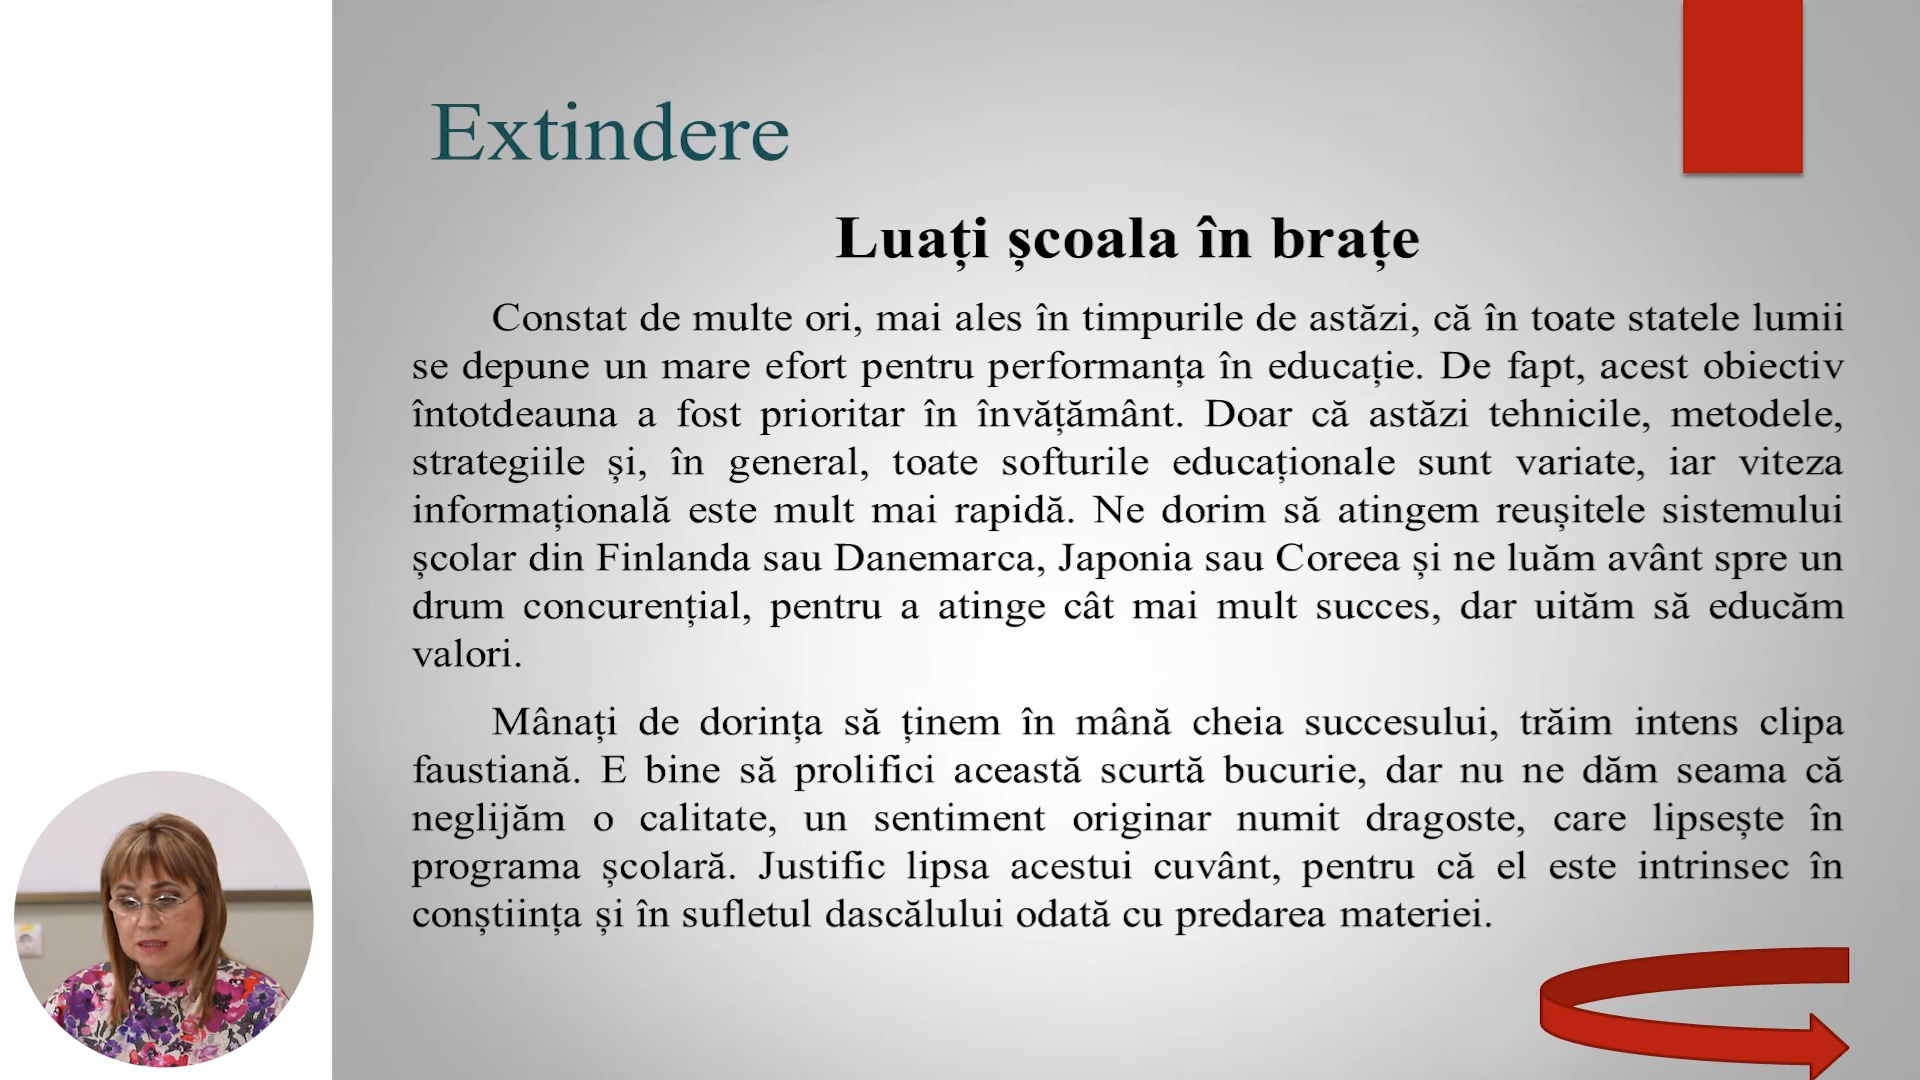 Extindere
Luați școala în brațe
Constat de multe ori, mai ales în timpurile de astăzi, că în toate statele lumii
se depune un mare efort pentru performanța în educație. De fapt, acest obiectiv
întotdeauna a fost prioritar în învățământ. Doar că astăzi tehnicile, metodele,
strategiile și, în general, toate softurile educaționale sunt variate, iar viteza
informațională este mult mai rapidă. Ne dorim să atingem reușitele sistemului
școlar din Finlanda sau Danemarca, Japonia sau Coreea și ne luăm avânt spre un
drum concurențial, pentru a atinge cât mai mult succes, dar uităm să educăm
valori.
Mânați de dorința să ținem în mână cheia succesului, trăim intens clipa
faustiană. E bine să prolifici această scurtă bucurie, dar nu ne dăm seama că
neglijăm o calitate, un sentiment originar numit dragoste, care lipsește în
programa școlară. Justific lipsa acestui cuvânt, pentru că el este intrinsec în
conștiința și în sufletul dascălului odată cu predarea materiei.